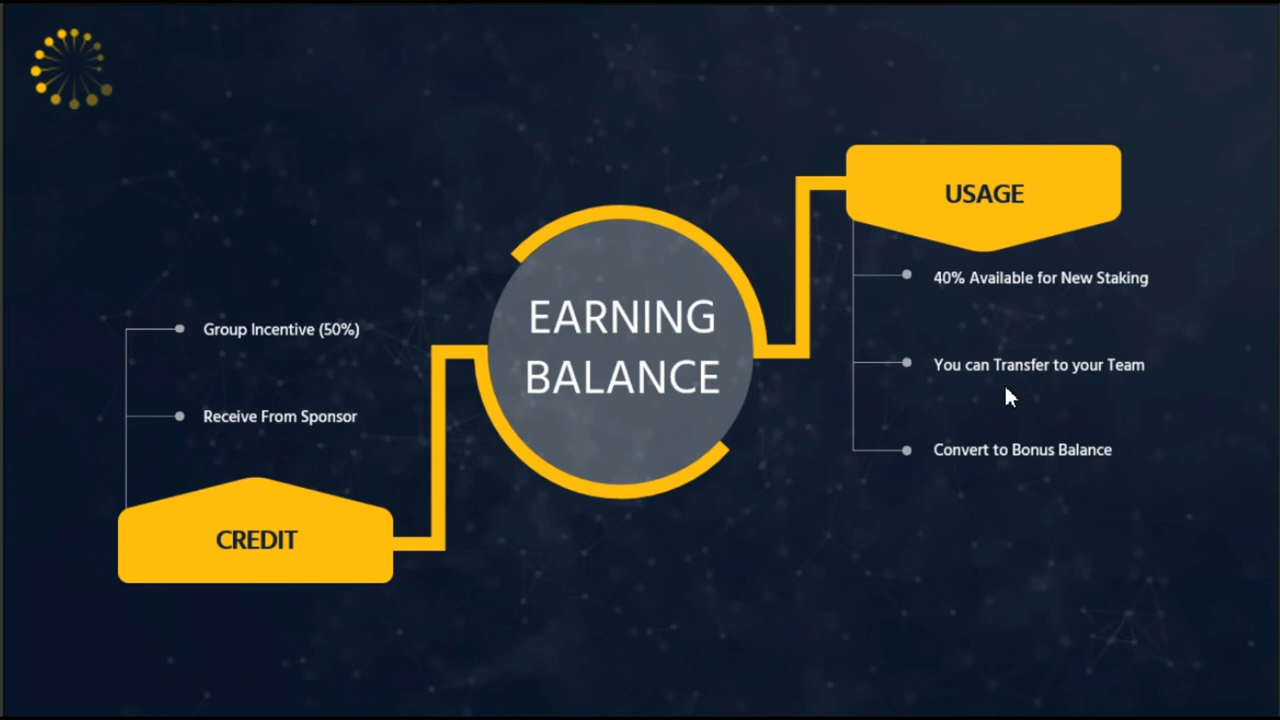 USAGE
40% Available for New Staking
You can Transfer to your Team
Convert to Bonus Balance
EARNING
BALANCE
Group Incentive (50%)
Receive From Sponsor
CREDIT